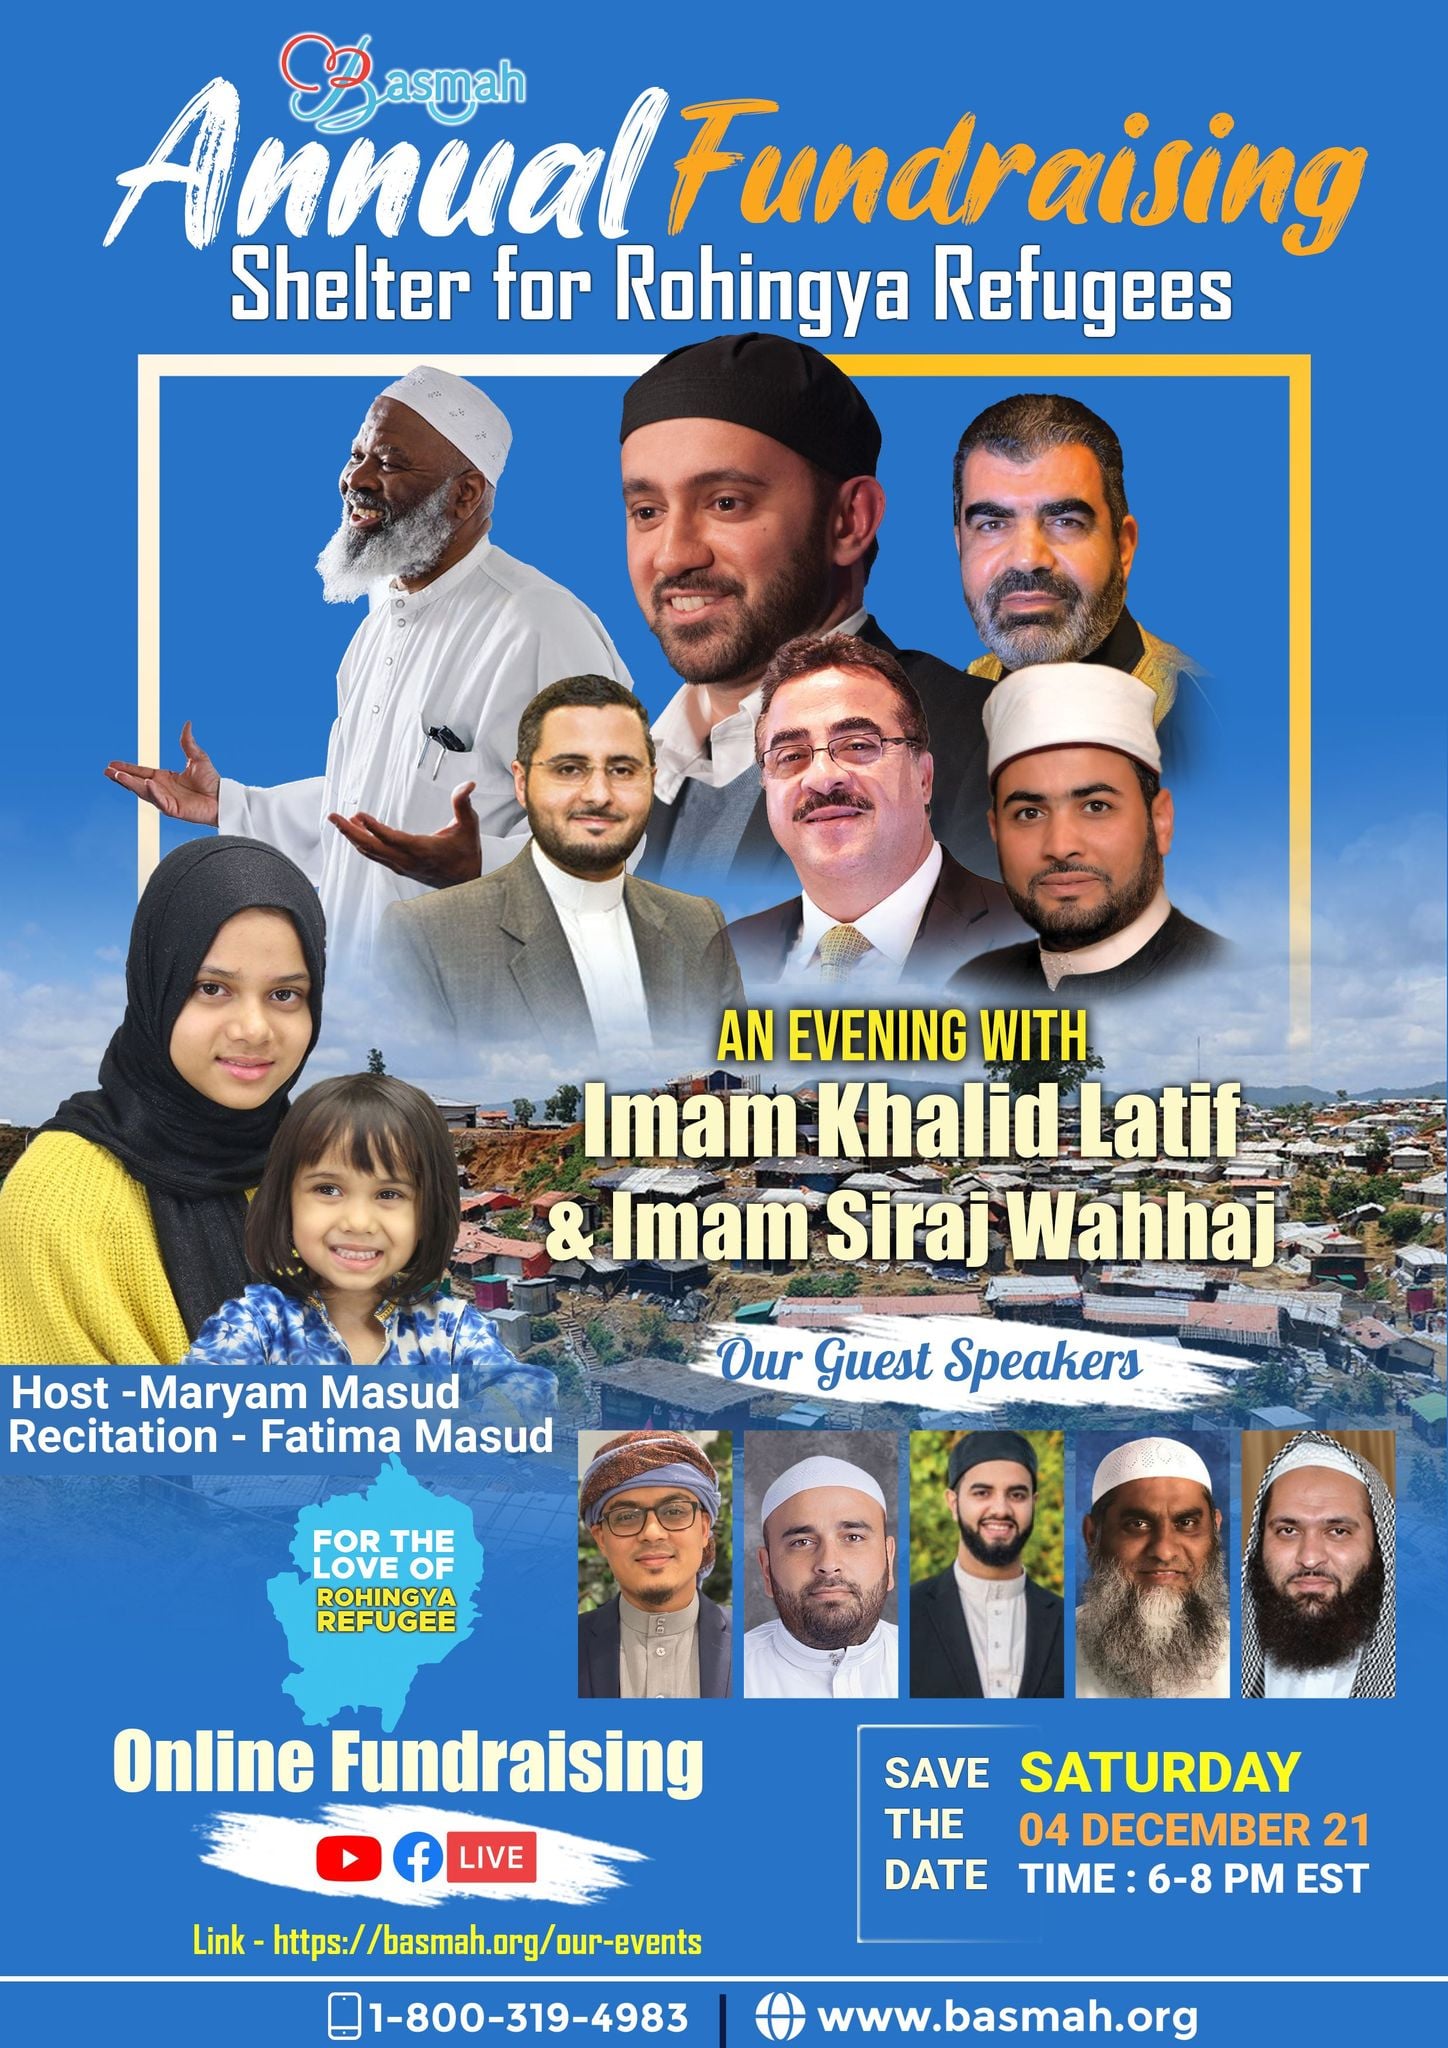 Basmah
Annual Fundraising
Shelter for Rohingya Refugees
AN EVENING WITH
Imam Khalid Latif
& Imam Siraj Wahhaj
Our Guest Speakers
Host -Maryam Masud
Recitation - Fatima Masud
FOR THE
LOVE OF
ROHINGYA
REFUGEE
Online Fundraising
LIVE
Link - https://basmah.org/our-events
SAVE
THE
DATE
SATURDAY
04 DECEMBER 21
TIME : 6-8 PM EST
1-800-319-4983
www.basmah.org